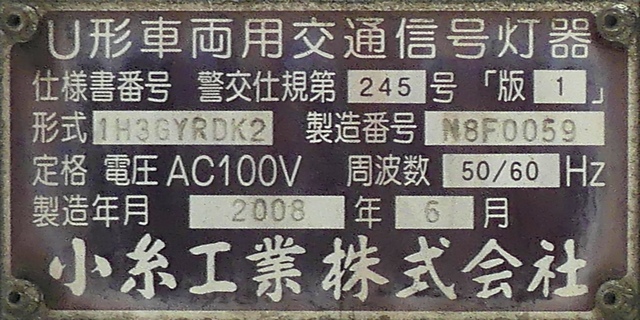 U形車両用交通信号灯器
仕様書番号 警交仕規第 245 号 「版 1 」
形式 1H3GYRDK2 製造番号 N8F0059
定格 電圧 AC100V 周波数 50/60 Hz
製造年月 2008 年 6 月
小糸工業株式会社